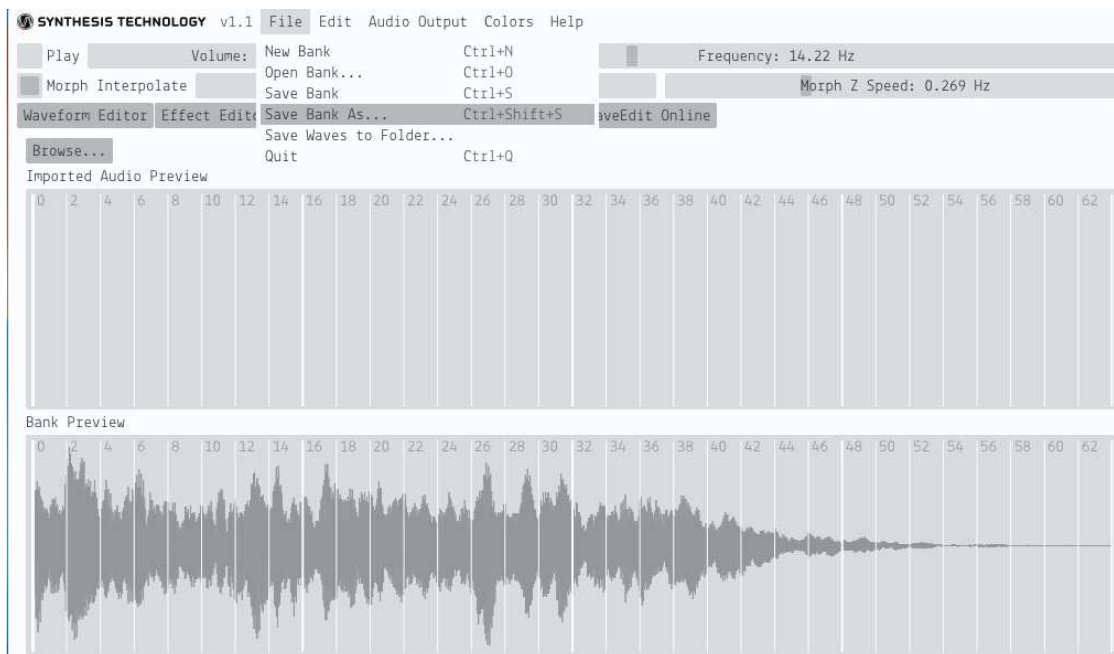 SYNTHESIS TECHNOLOGY v1.1 File Edit Audio Output Colors Help
Play Volume: Frequency: 14.22 Hz
Morph Interpolate Morph Z Speed: 0.269 Hz
Waveform Editor Effect Edito aveEdit Online
New Bank Ctrl+N
Open Bank... Ctrl+O
Save Bank Ctrl+S
Save Bank As... Ctrl+Shift+S
Save Waves to Folder...
Quit Ctrl+Q
Browse...
Imported Audio Preview
0 2 4 6 8 10 12 14 16 18 20 22 24 26 28 30 32 34 36 38 40 42 44 46 48 50 52 54 56 58 60 62
Bank Preview
0 2 4 6 8 10 12 14 16 18 20 22 24 26 28 30 32 34 36 38 40 42 44 46 48 50 52 54 56 58 60 62